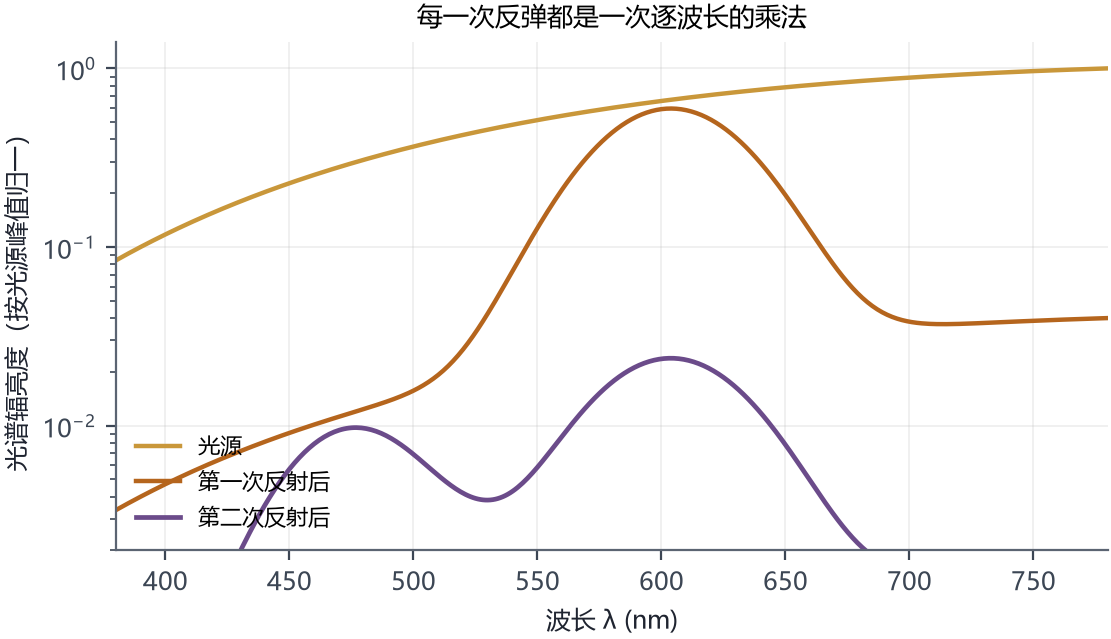 每一次反弹都是一次逐波长的乘法
光谱辐亮度（按光源峰值归一）
10⁰
10⁻¹
10⁻²
光源
第一次反射后
第二次反射后
400 450 500 550 600 650 700 750
波长 λ (nm)